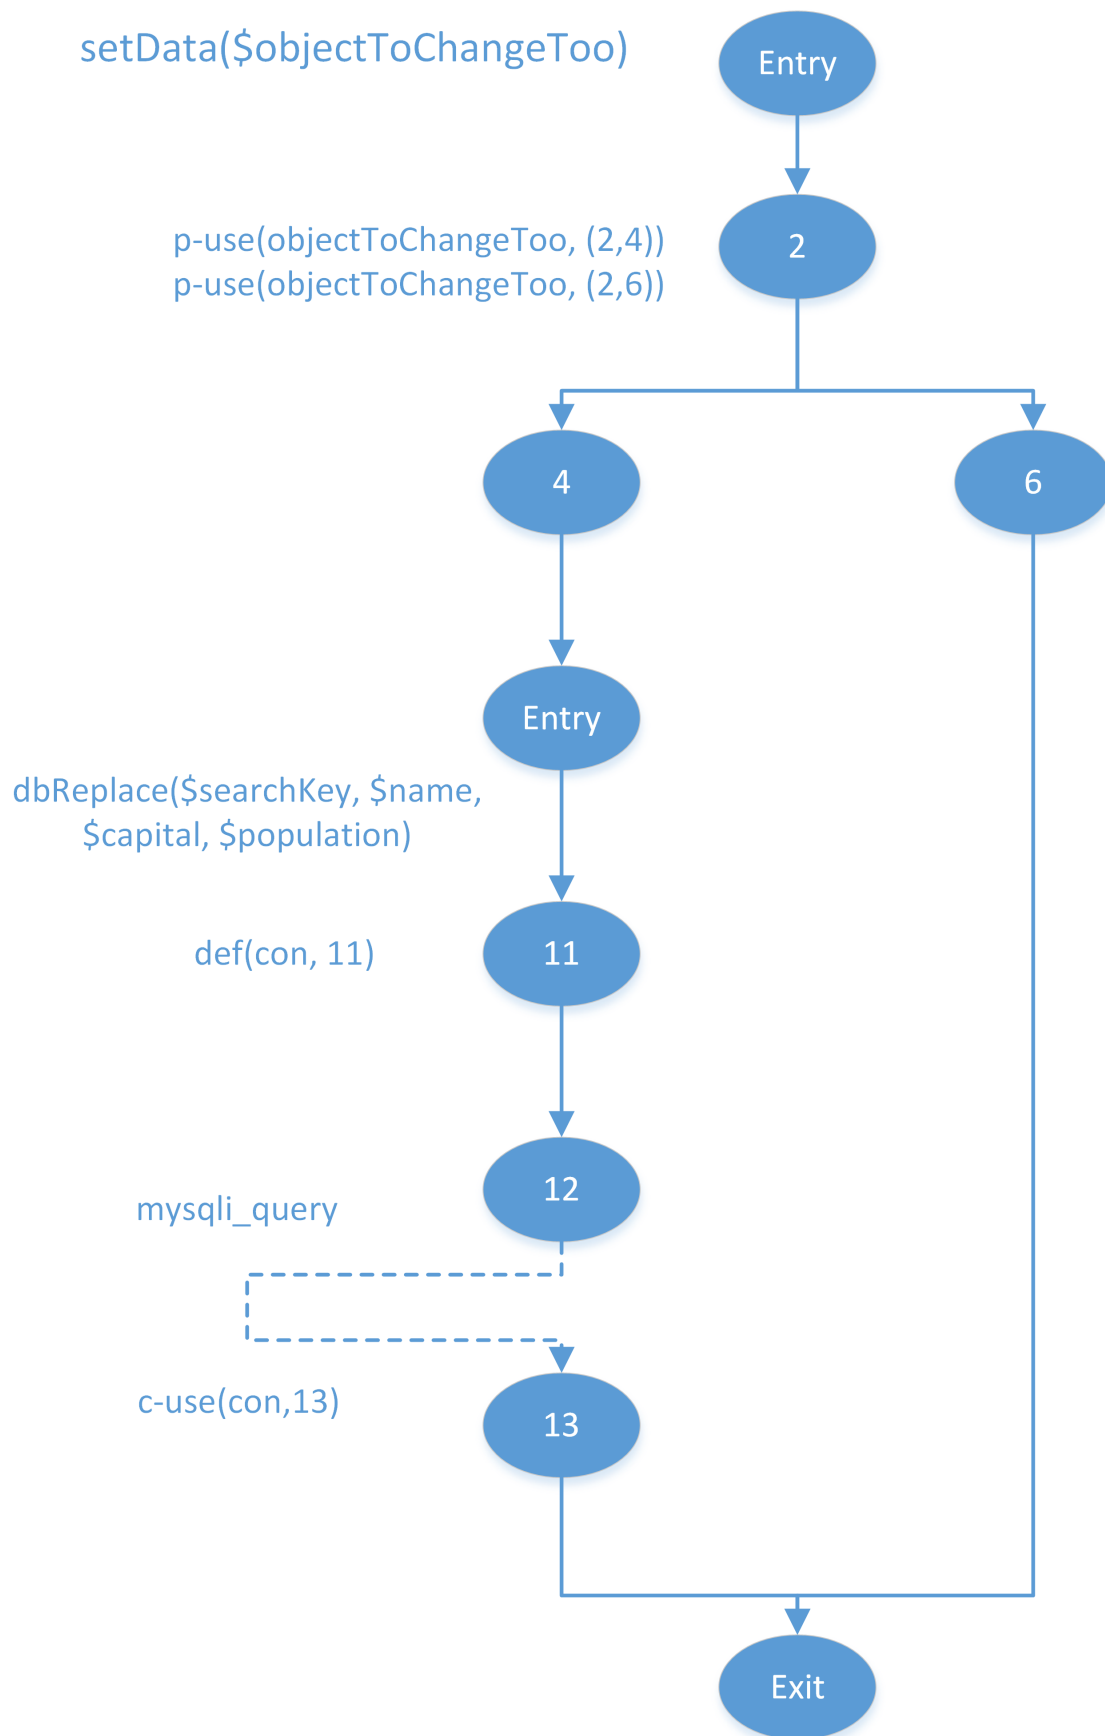 setData($objectToChangeToo)
Entry
p-use(objectToChangeToo, (2,4))
p-use(objectToChangeToo, (2,6))
2
4
6
Entry
dbReplace($searchKey, $name,
$capital, $population)
def(con, 11)
11
12
mysqli_query
c-use(con,13)
13
Exit